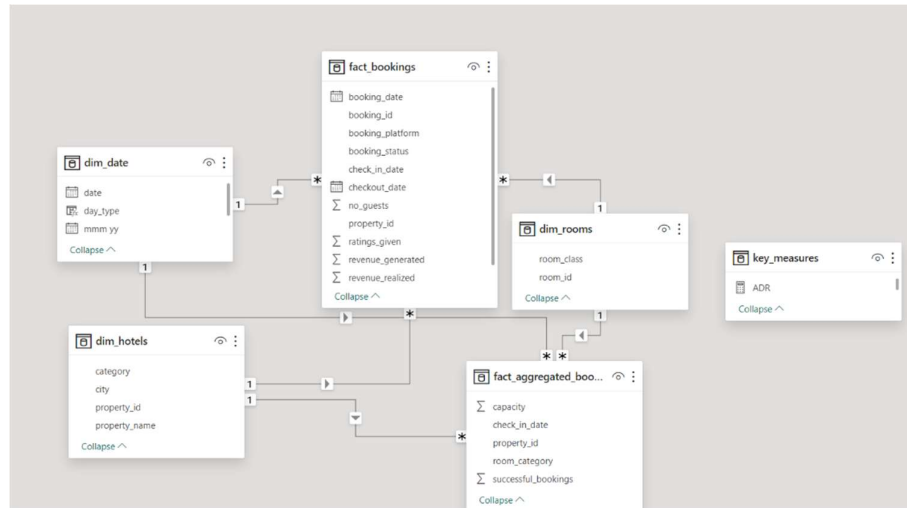 fact_bookings
booking_date
booking_id
booking_platform
booking_status
check_in_date
checkout_date
no_guests
property_id
ratings_given
revenue_generated
revenue_realized
Collapse
dim_date
date
day_type
mmm yy
Collapse
1
*
*
1
1
dim_rooms
room_class
room_id
Collapse
1
key_measures
ADR
Collapse
dim_hotels
category
city
property_id
property_name
Collapse
*
1
1
* *
*
fact_aggregated_boo...
capacity
check_in_date
property_id
room_category
successful_bookings
Collapse